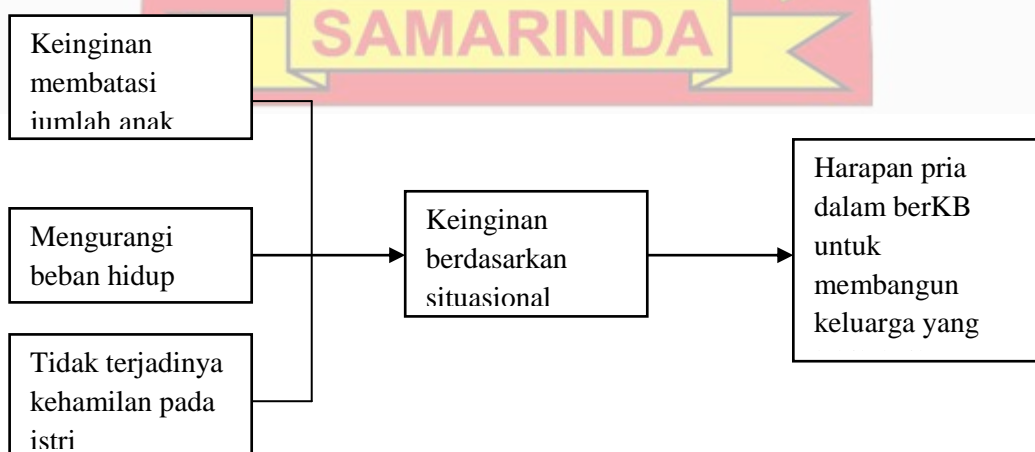 SAMARINDA
Keinginan
membatasi
jumlah anak
Mengurangi
beban hidup
Tidak terjadinya
kehamilan pada
istri
Keinginan
berdasarkan
situasional
Harapan pria
dalam berKB
untuk
membangun
keluarga yang